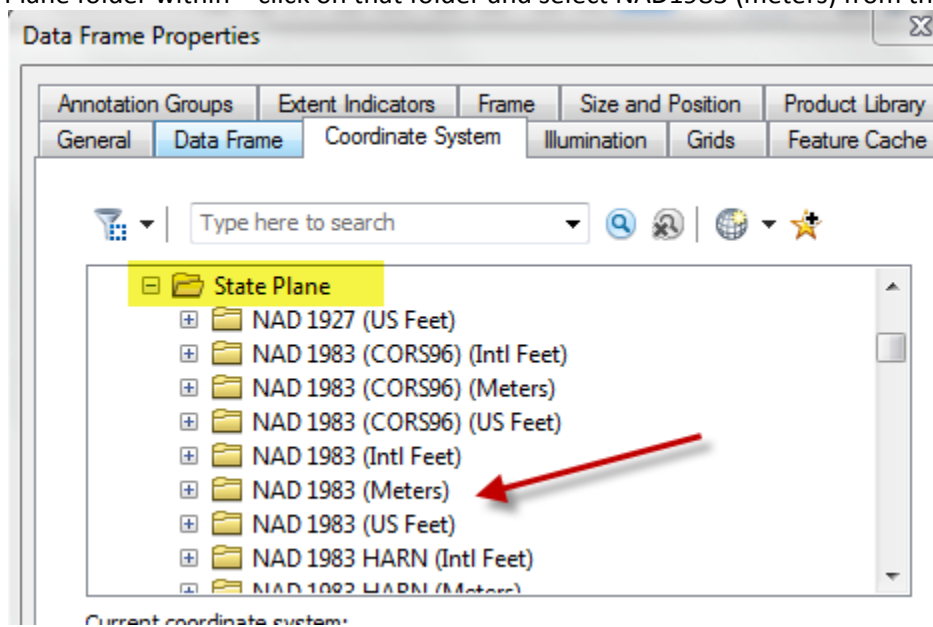 Plane folder within click on that folder and select NAD1983 (meters) from th
Data Frame Properties
Annotation Groups Extent Indicators Frame Size and Position Product Library
General Data Frame Coordinate System Illumination Grids Feature Cache
Type here to search
State Plane
NAD 1927 (US Feet)
NAD 1983 (CORS96) (Intl Feet)
NAD 1983 (CORS96) (Meters)
NAD 1983 (CORS96) (US Feet)
NAD 1983 (Intl Feet)
NAD 1983 (Meters)
NAD 1983 (US Feet)
NAD 1983 HARN (Intl Feet)
NAD 1983 HARN (Meters)
Current coordinate system: